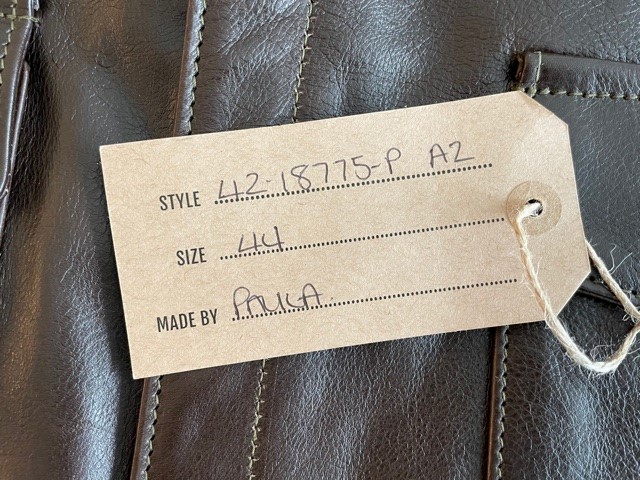 STYLE 42-18775-P A2
SIZE 44
MADE BY PAULA.